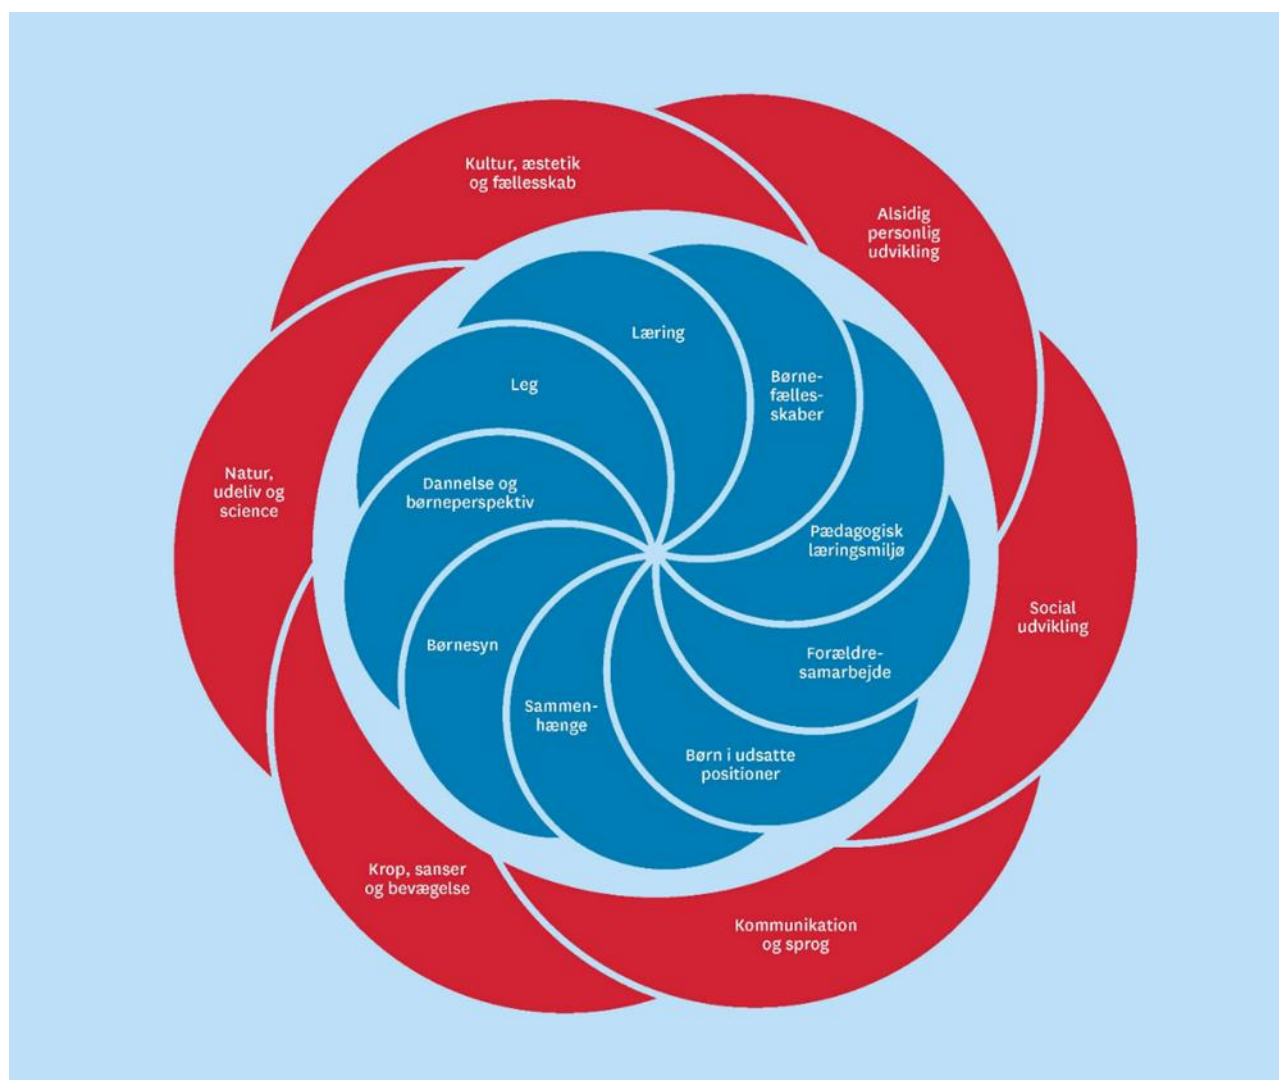 Kultur, æstetik
og fællesskab
Alsidig
personlig
udvikling
Læring
Børne-
fælles-
skaber
Leg
Natur,
udeliv og
science
Dannelse og
børneperspektiv
Pædagogisk
læringsmiljø
Social
udvikling
Børnesyn
Forældre-
samarbejde
Sammen-
hænge
Børn i udsatte
positioner
Krop, sanser
og bevægelse
Kommunikation
og sprog